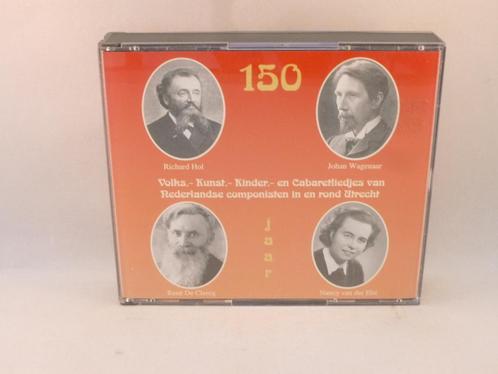 150
Richard Hol
Johan Wagenaar
Volks,- Kunst,- Kinder,- en Cabaretliedjes van
Nederlandse componisten in en rond Utrecht
jaar
René De Clercq
Nancy van der Elst